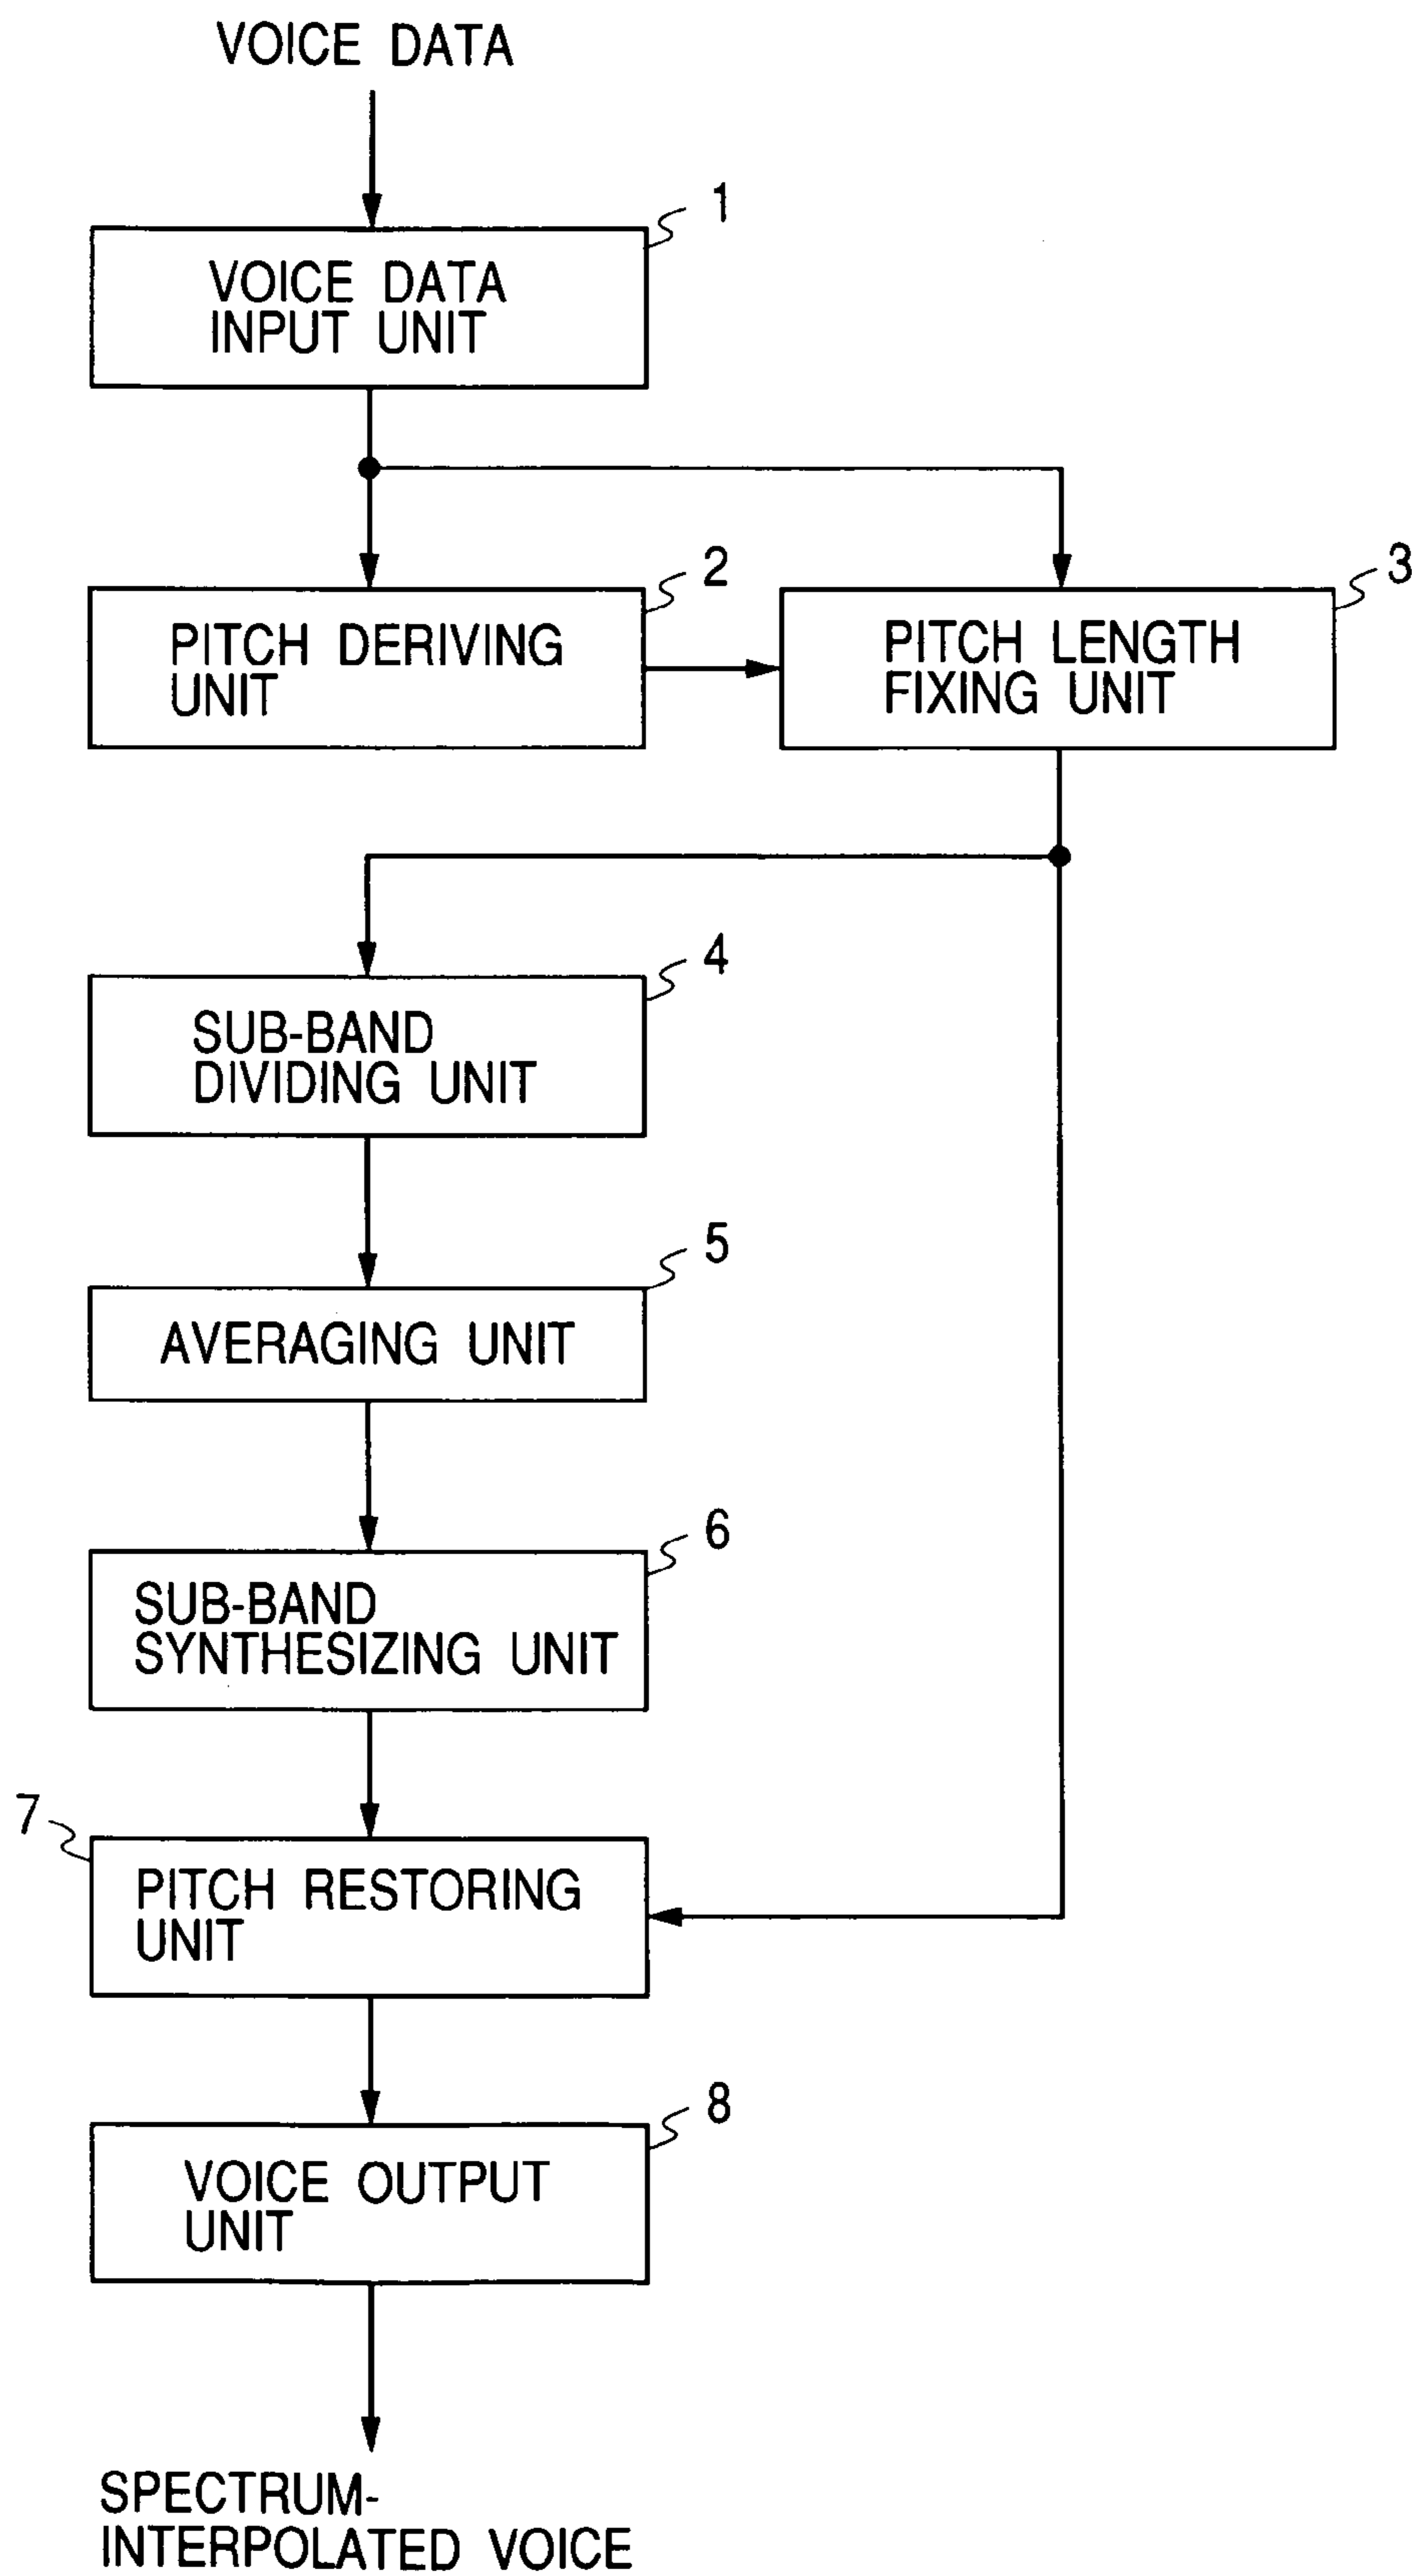 VOICE DATA
1
VOICE DATA
INPUT UNIT
2
3
PITCH DERIVING
UNIT
PITCH LENGTH
FIXING UNIT
4
SUB-BAND
DIVIDING UNIT
5
AVERAGING UNIT
6
SUB-BAND
SYNTHESIZING UNIT
7
PITCH RESTORING
UNIT
8
VOICE OUTPUT
UNIT
SPECTRUM-
INTERPOLATED VOICE